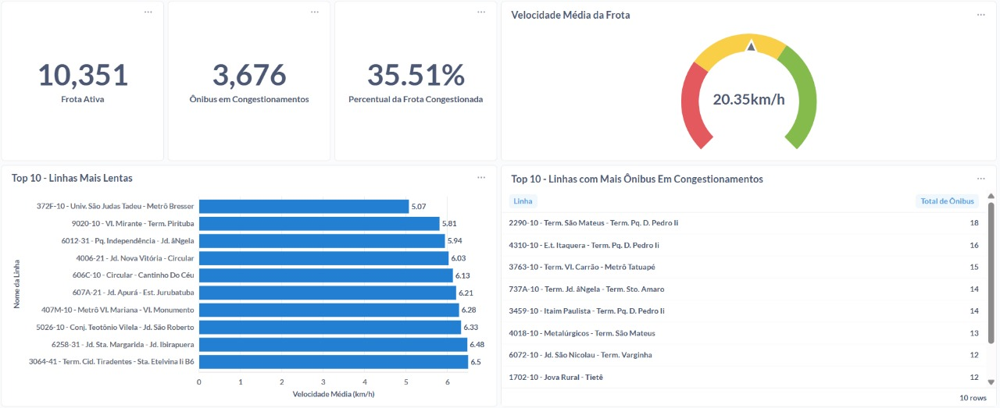 10,351
Frota Ativa
3,676
Ônibus em Congestionamentos
35.51%
Percentual da Frota Congestionada
Velocidade Média da Frota
20.35km/h
Top 10 - Linhas Mais Lentas
Nome da Linha
372F-10 - Univ. São Judas Tadeu - Metrô Bresser 5.07
9020-10 - Vl. Mirante - Term. Pirituba 5.81
6012-31 - Pq. Independência - Jd. âNgela 5.94
4006-21 - Jd. Nova Vitória - Circular 6.03
606C-10 - Circular - Cantinho Do Céu 6.13
607A-21 - Jd. Apurá - Est. Jurubatuba 6.21
407M-10 - Metrô Vl. Mariana - Vl. Monumento 6.28
5026-10 - Conj. Teotônio Vilela - Jd. São Roberto 6.33
6258-31 - Jd. Sta. Margarida - Jd. Ibirapuera 6.48
3064-41 - Term. Cid. Tiradentes - Sta. Etelvina Ii B6 6.5
0 1 2 3 4 5 6
Velocidade Média (km/h)
Top 10 - Linhas com Mais Ônibus Em Congestionamentos
Linha Total de Ônibus
2290-10 - Term. São Mateus - Term. Pq. D. Pedro Ii 18
4310-10 - E.t. Itaquera - Term. Pq. D. Pedro Ii 16
3763-10 - Term. Vl. Carrão - Metrô Tatuapé 15
737A-10 - Term. Jd. âNgela - Term. Sto. Amaro 14
3459-10 - Itaim Paulista - Term. Pq. D. Pedro Ii 14
4018-10 - Metalúrgicos - Term. São Mateus 13
6072-10 - Jd. São Nicolau - Term. Varginha 12
1702-10 - Jova Rural - Tietê 12
10 rows